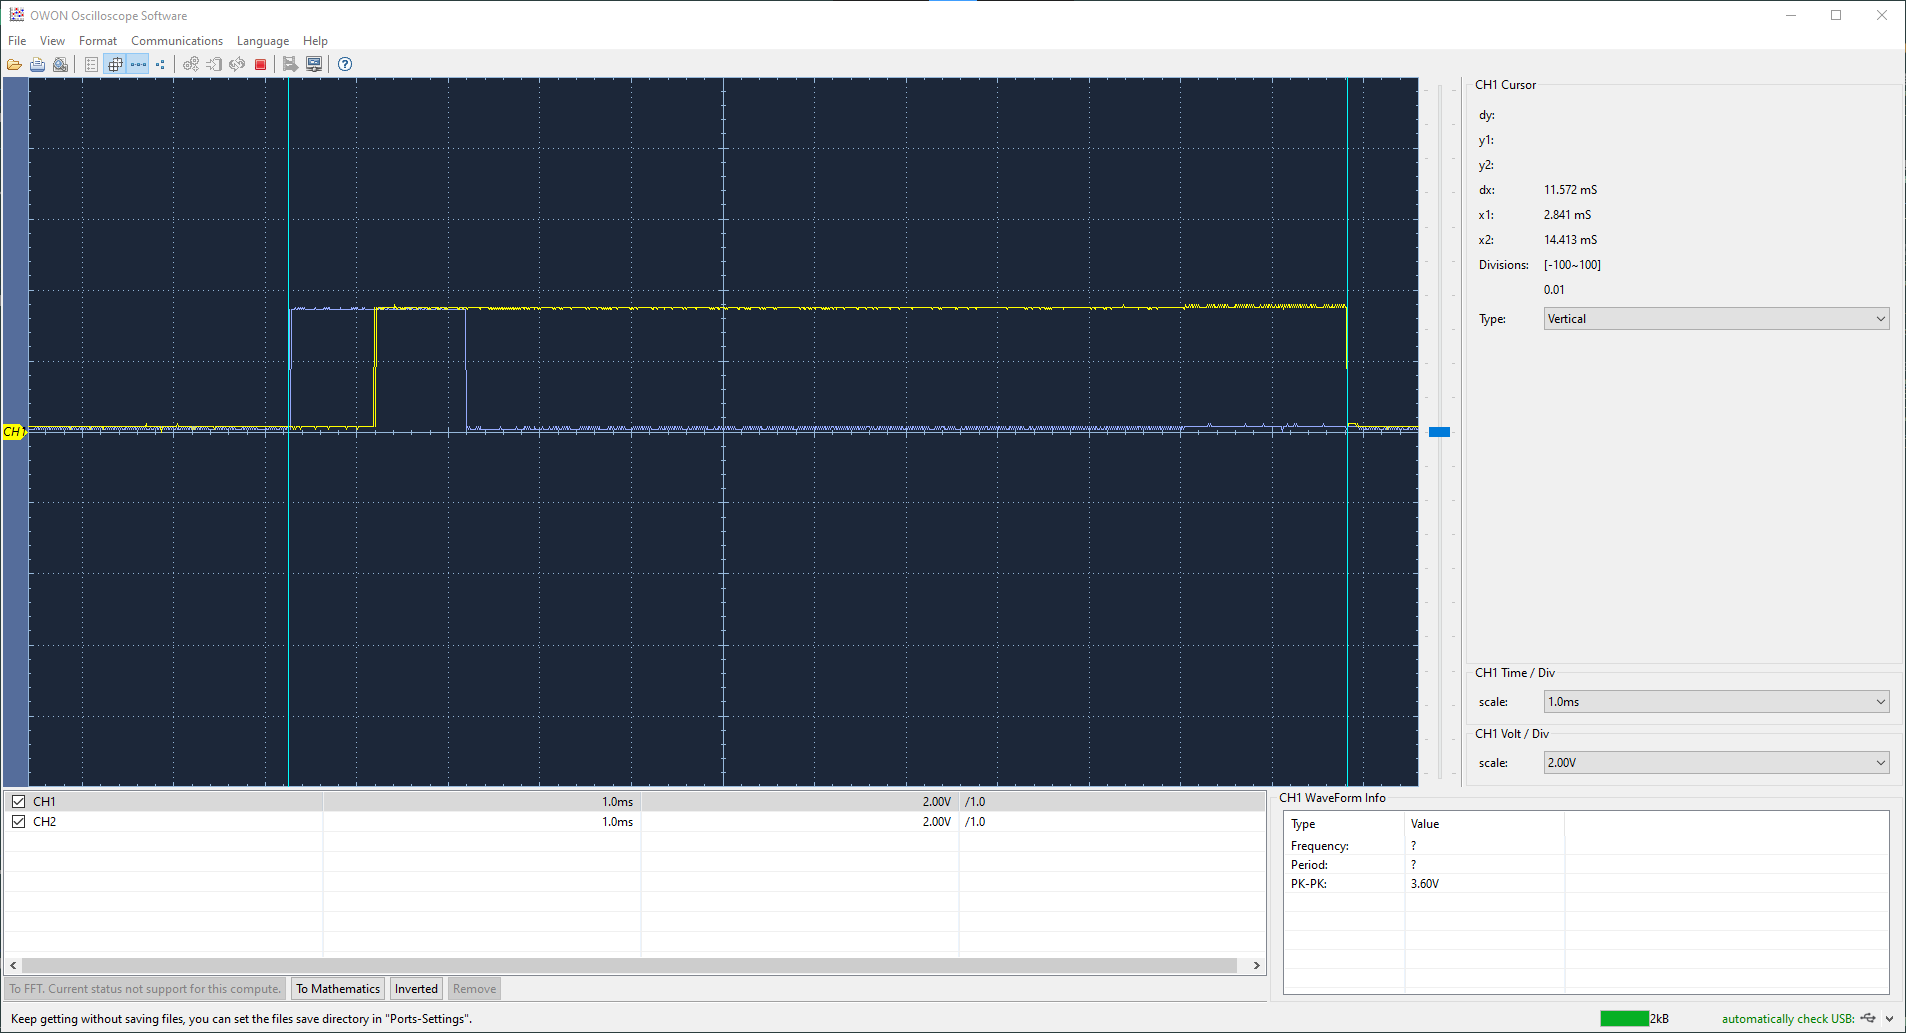 OWON Oscilloscope Software
File View Format Communications Language Help
CH1 Cursor
dy:
y1:
y2:
dx: 11.572 mS
x1: 2.841 mS
x2: 14.413 mS
Divisions: [-100~100]
0.01
Type: Vertical
CH1
CH1 Time / Div
scale: 1.0ms
CH1 Volt / Div
scale: 2.00V
CH1 1.0ms 2.00V /1.0
CH2 1.0ms 2.00V /1.0
CH1 WaveForm Info
Type Value
Frequency: ?
Period: ?
PK-PK: 3.60V
To FFT. Current status not support for this compute. To Mathematics Inverted Remove
Keep getting without saving files, you can set the files save directory in "Ports-Settings".
2kB
automatically check USB: